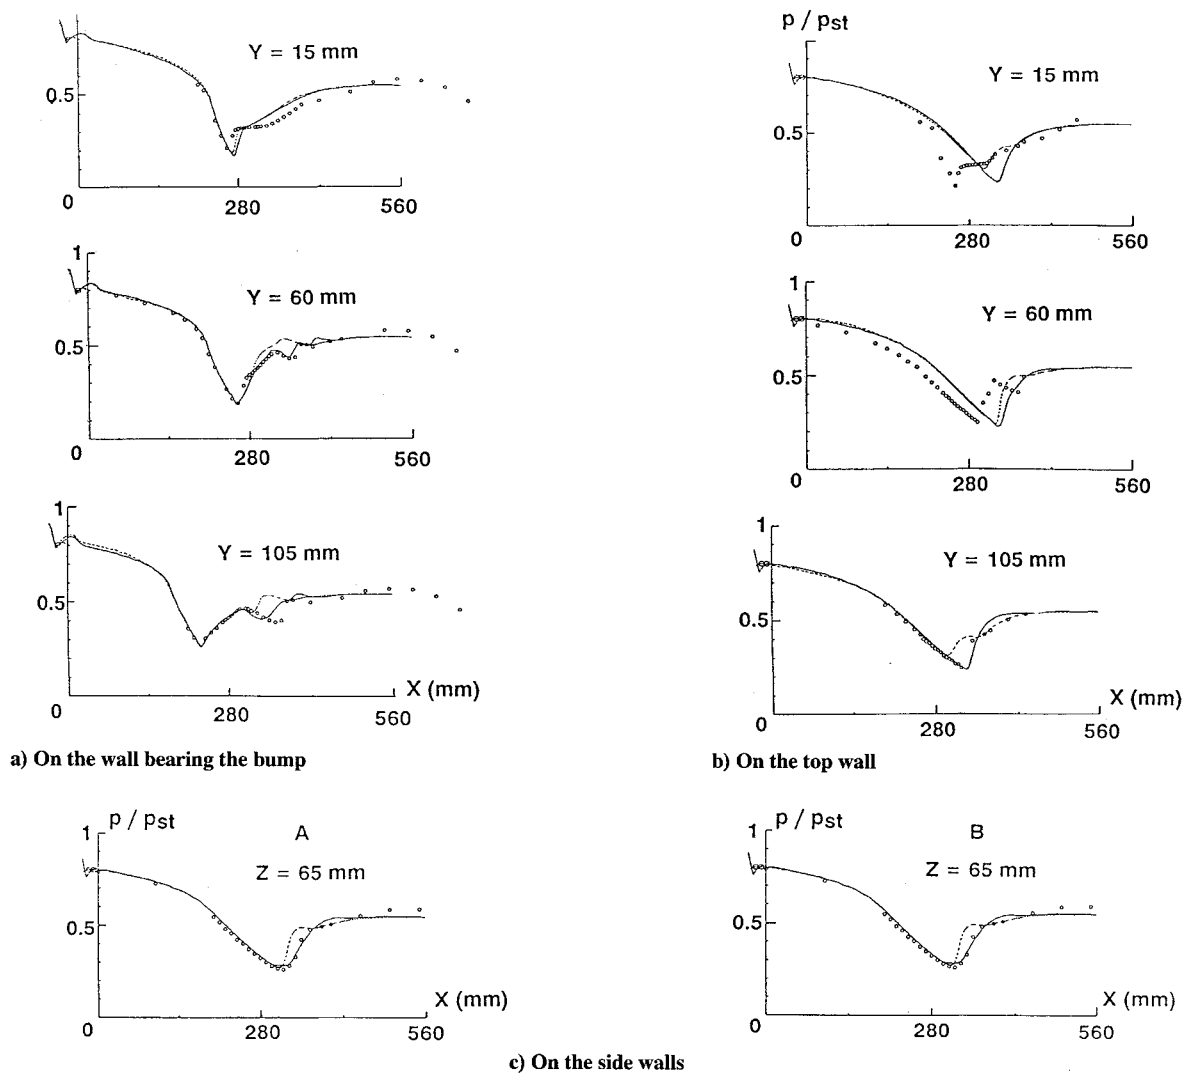 Y = 15 mm
0.5
0
280
560
1
Y = 60 mm
0.5
0
280
560
1
Y = 105 mm
0.5
X (mm)
0
280
560
a) On the wall bearing the bump
p / pst
Y = 15 mm
0.5
0
280
560
1
Y = 60 mm
0.5
0
280
560
1
Y = 105 mm
0.5
X (mm)
0
280
560
b) On the top wall
1
p / pst
A
Z = 65 mm
0.5
X (mm)
0
280
560
1
p / pst
B
Z = 65 mm
0.5
X (mm)
0
280
560
c) On the side walls